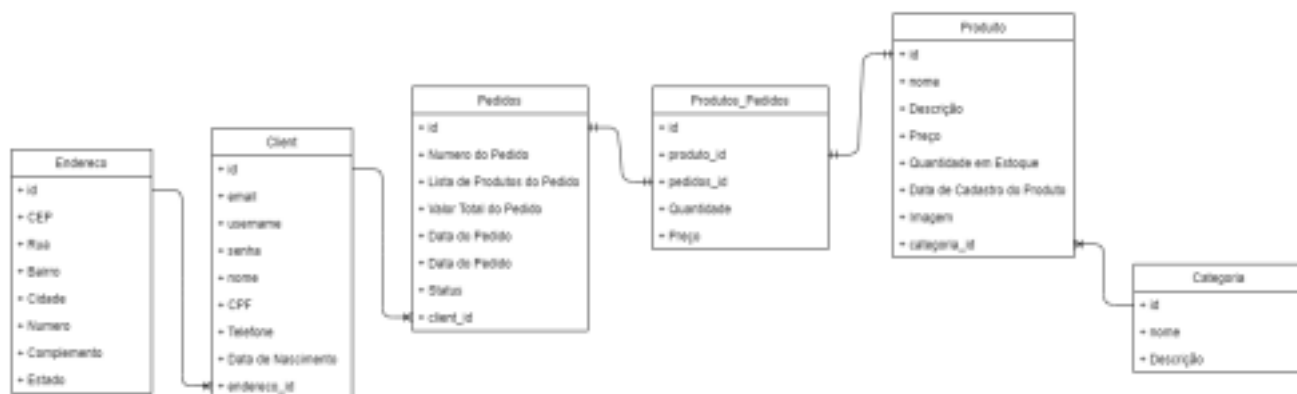 Endereco
+ id
+ CEP
+ Rua
+ Bairro
+ Cidade
+ Numero
+ Complemento
+ Estado
Client
+ id
+ email
+ username
+ senha
+ nome
+ CPF
+ Telefone
+ Data de Nascimento
+ endereco_id
Pedidos
+ id
+ Numero do Pedido
+ Lista de Produtos do Pedido
+ Valor Total do Pedido
+ Data do Pedido
+ Data do Pedido
+ Status
+ client_id
Produtos_Pedidos
+ id
+ produto_id
+ pedidos_id
+ Quantidade
+ Preço
Produto
+ id
+ nome
+ Descrição
+ Preço
+ Quantidade em Estoque
+ Data de Cadastro do Produto
+ Imagem
+ categoria_id
Categoria
+ id
+ nome
+ Descrição